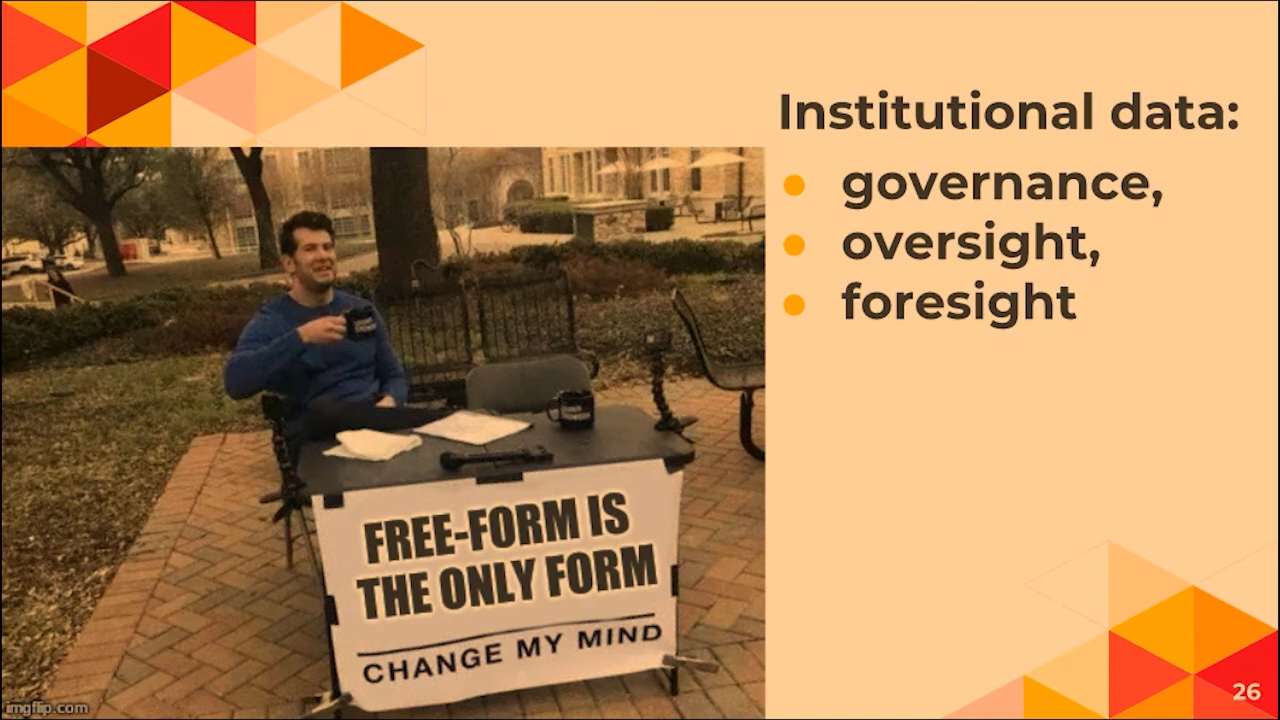 Institutional data:
governance,
oversight,
foresight
FREE-FORM IS
THE ONLY FORM
CHANGE MY MIND
imgflip.com
26